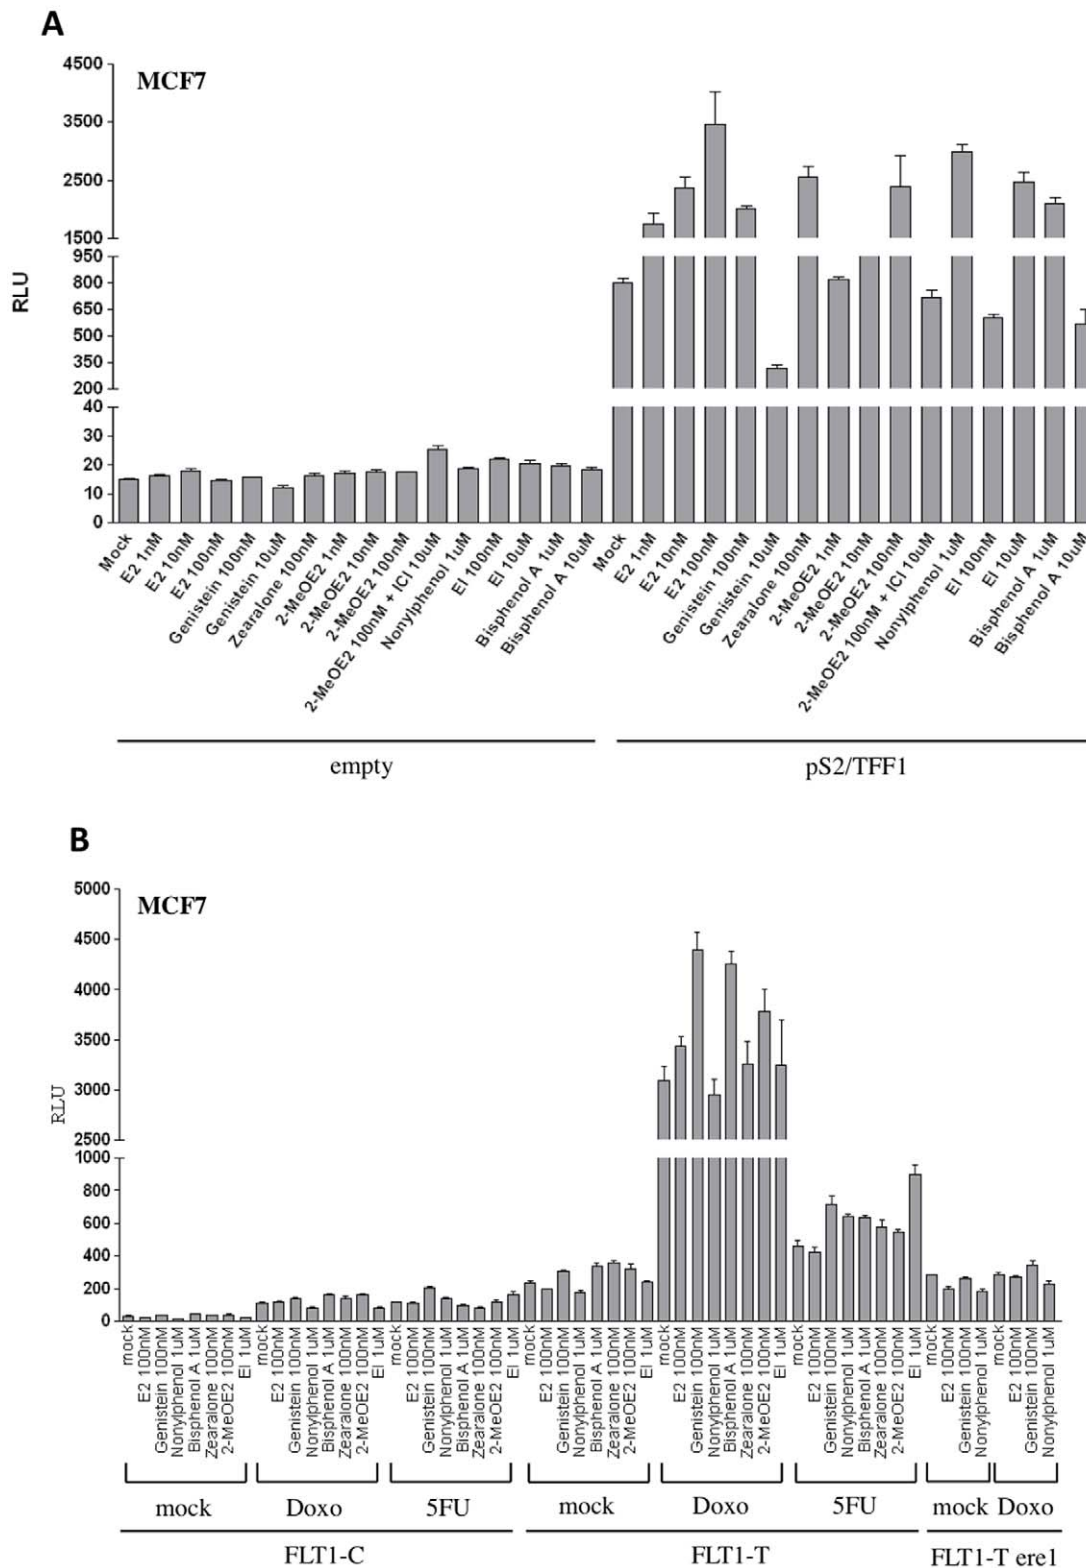 A
MCF7
4500
3500
2500
1500
950
800
650
500
350
200
40
30
20
10
0
RLU
Mock
E2 1nM
E2 10nM
E2 100nM
Genistein 100nM
Genistein 10uM
Zearalone 100nM
2-MeOE2 1nM
2-MeOE2 10nM
2-MeOE2 100nM
2-MeOE2 100nM + ICI 10uM
Nonylphenol 1uM
EI 100nM
EI 10uM
Bisphenol A 1uM
Bisphenol A 10uM
Mock
E2 1nM
E2 10nM
E2 100nM
Genistein 100nM
Genistein 10uM
Zearalone 100nM
2-MeOE2 1nM
2-MeOE2 10nM
2-MeOE2 100nM
2-MeOE2 100nM + ICI 10uM
Nonylphenol 1uM
EI 100nM
EI 10uM
Bisphenol A 1uM
Bisphenol A 10uM
empty
pS2/TFF1
B
MCF7
5000
4500
4000
3500
3000
2500
1000
800
600
400
200
0
RLU
mock
E2 100nM
Genistein 100nM
Nonylphenol 1uM
Bisphenol A 1uM
Zearalone 100nM
2-MeOE2 100nM
EI 1uM
mock
E2 100nM
Genistein 100nM
Nonylphenol 1uM
Bisphenol A 1uM
Zearalone 100nM
2-MeOE2 100nM
EI 1uM
mock
E2 100nM
Genistein 100nM
Nonylphenol 1uM
Bisphenol A 1uM
Zearalone 100nM
2-MeOE2 100nM
EI 1uM
mock
E2 100nM
Genistein 100nM
Nonylphenol 1uM
Bisphenol A 1uM
Zearalone 100nM
2-MeOE2 100nM
EI 1uM
mock
E2 100nM
Genistein 100nM
Nonylphenol 1uM
Bisphenol A 1uM
Zearalone 100nM
2-MeOE2 100nM
EI 1uM
mock
E2 100nM
Genistein 100nM
Nonylphenol 1uM
Bisphenol A 1uM
Zearalone 100nM
2-MeOE2 100nM
EI 1uM
mock
E2 100nM
Genistein 100nM
Nonylphenol 1uM
mock
E2 100nM
Genistein 100nM
Nonylphenol 1uM
mock Doxo 5FU mock Doxo 5FU mock Doxo
FLT1-C FLT1-T FLT1-T ere1